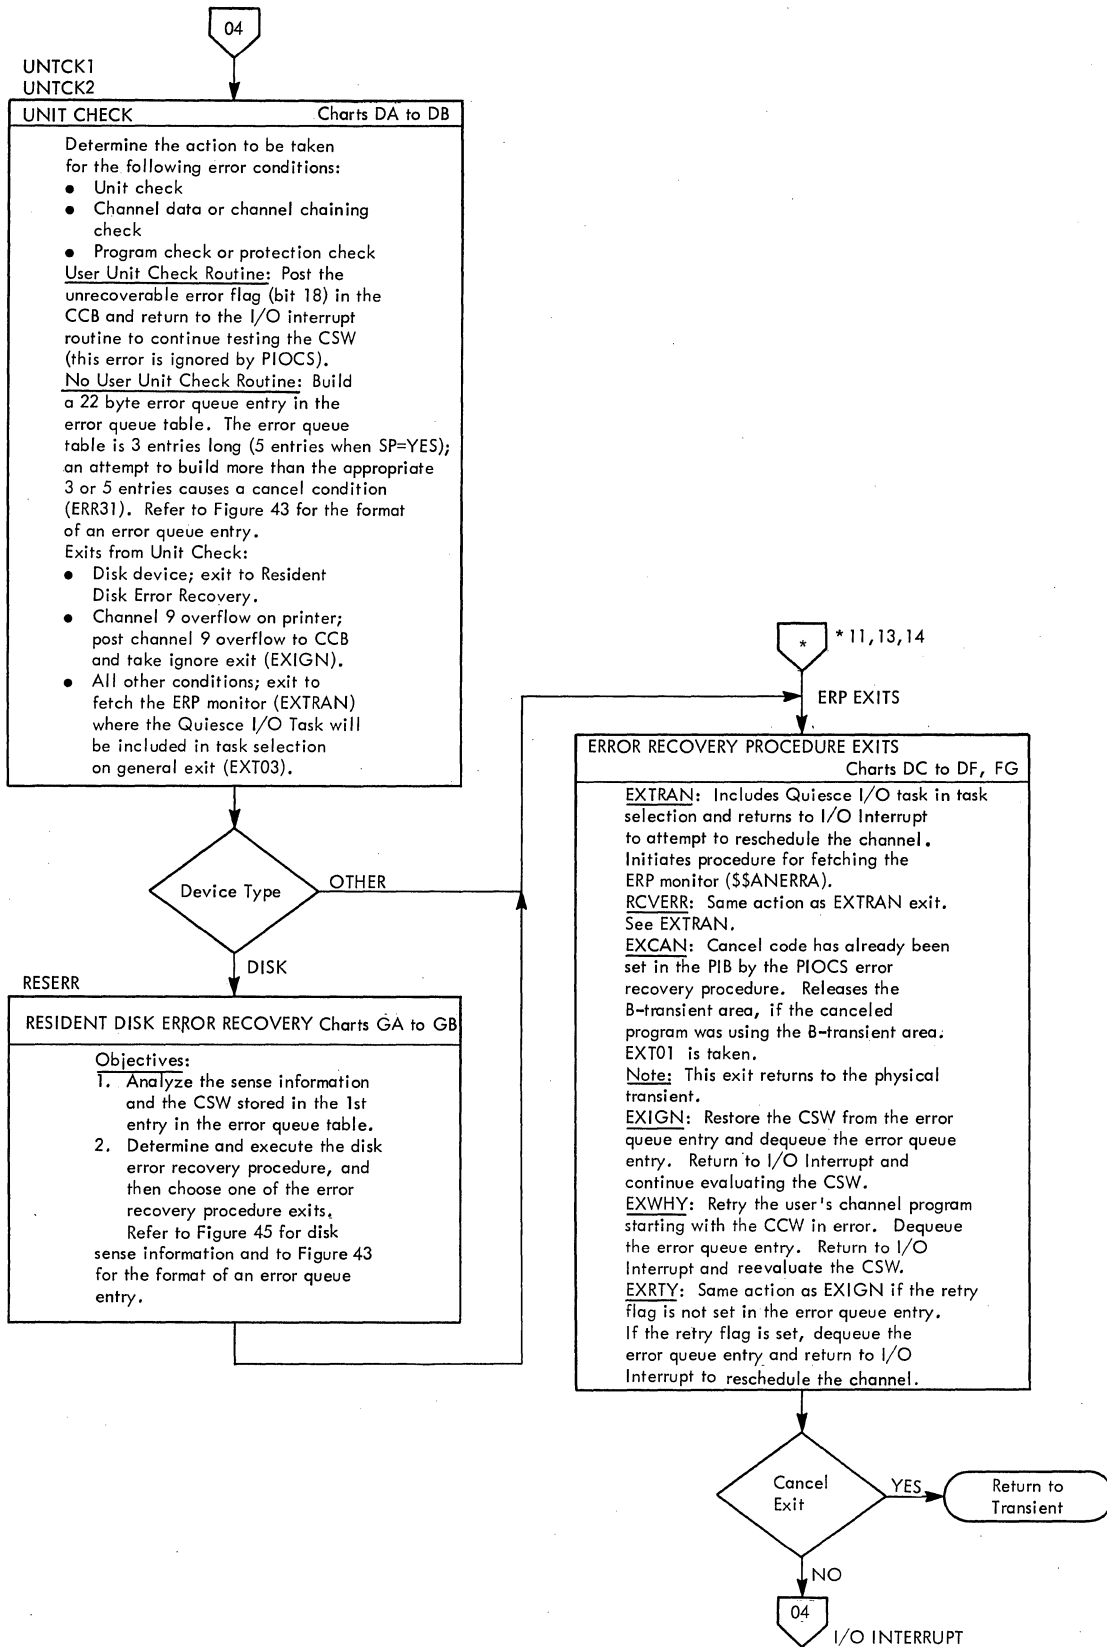 04
UNTCK1
UNTCK2
UNIT CHECK Charts DA to DB
Determine the action to be taken
for the following error conditions:
● Unit check
● Channel data or channel chaining
check
● Program check or protection check
User Unit Check Routine: Post the
unrecoverable error flag (bit 18) in the
CCB and return to the I/O interrupt
routine to continue testing the CSW
(this error is ignored by PIOCS).
No User Unit Check Routine: Build
a 22 byte error queue entry in the
error queue table. The error queue
table is 3 entries long (5 entries when SP=YES);
an attempt to build more than the appropriate
3 or 5 entries causes a cancel condition
(ERR31). Refer to Figure 43 for the format
of an error queue entry.
Exits from Unit Check:
● Disk device; exit to Resident
Disk Error Recovery.
● Channel 9 overflow on printer;
post channel 9 overflow to CCB
and take ignore exit (EXIGN).
● All other conditions; exit to
fetch the ERP monitor (EXTRAN)
where the Quiesce I/O Task will
be included in task selection
on general exit (EXT03).
Device Type
OTHER
DISK
RESERR
RESIDENT DISK ERROR RECOVERY Charts GA to GB
Objectives:
1. Analyze the sense information
and the CSW stored in the 1st
entry in the error queue table.
2. Determine and execute the disk
error recovery procedure, and
then choose one of the error
recovery procedure exits.
Refer to Figure 45 for disk
sense information and to Figure 43
for the format of an error queue
entry.
* * 11,13,14
ERP EXITS
ERROR RECOVERY PROCEDURE EXITS
Charts DC to DF, FG
EXTRAN: Includes Quiesce I/O task in task
selection and returns to I/O Interrupt
to attempt to reschedule the channel.
Initiates procedure for fetching the
ERP monitor ($$ANERRA).
RCVERR: Same action as EXTRAN exit.
See EXTRAN.
EXCAN: Cancel code has already been
set in the PIB by the PIOCS error
recovery procedure. Releases the
B-transient area, if the canceled
program was using the B-transient area.
EXT01 is taken.
Note: This exit returns to the physical
transient.
EXIGN: Restore the CSW from the error
queue entry and dequeue the error queue
entry. Return to I/O Interrupt and
continue evaluating the CSW.
EXWHY: Retry the user's channel program
starting with the CCW in error. Dequeue
the error queue entry. Return to I/O
Interrupt and reevaluate the CSW.
EXRTY: Same action as EXIGN if the retry
flag is not set in the error queue entry.
If the retry flag is set, dequeue the
error queue entry and return to I/O
Interrupt to reschedule the channel.
Cancel
Exit
YES
Return to
Transient
NO
04
I/O INTERRUPT